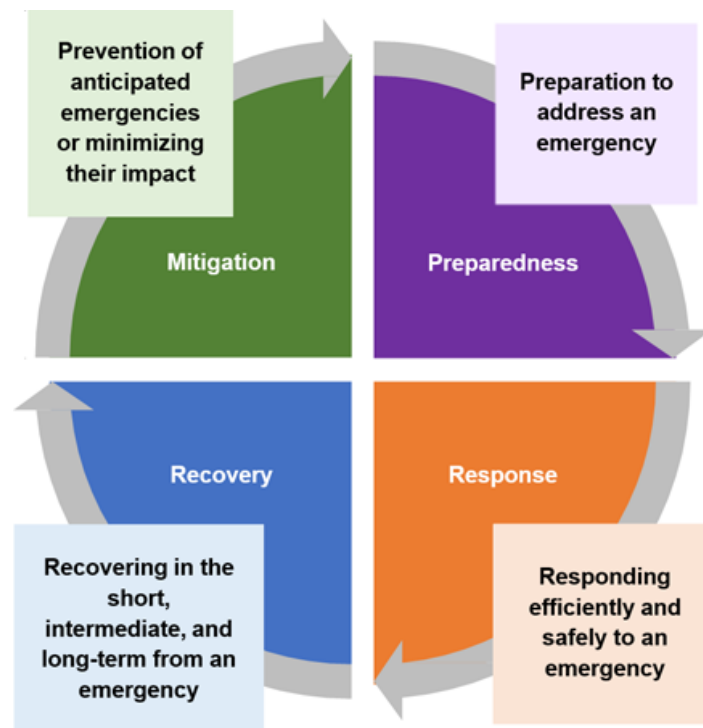 Prevention of
anticipated
emergencies
or minimizing
their impact
Preparation to
address an
emergency
Mitigation
Preparedness
Recovery
Response
Recovering in the
short,
intermediate, and
long-term from an
emergency
Responding
efficiently and
safely to an
emergency